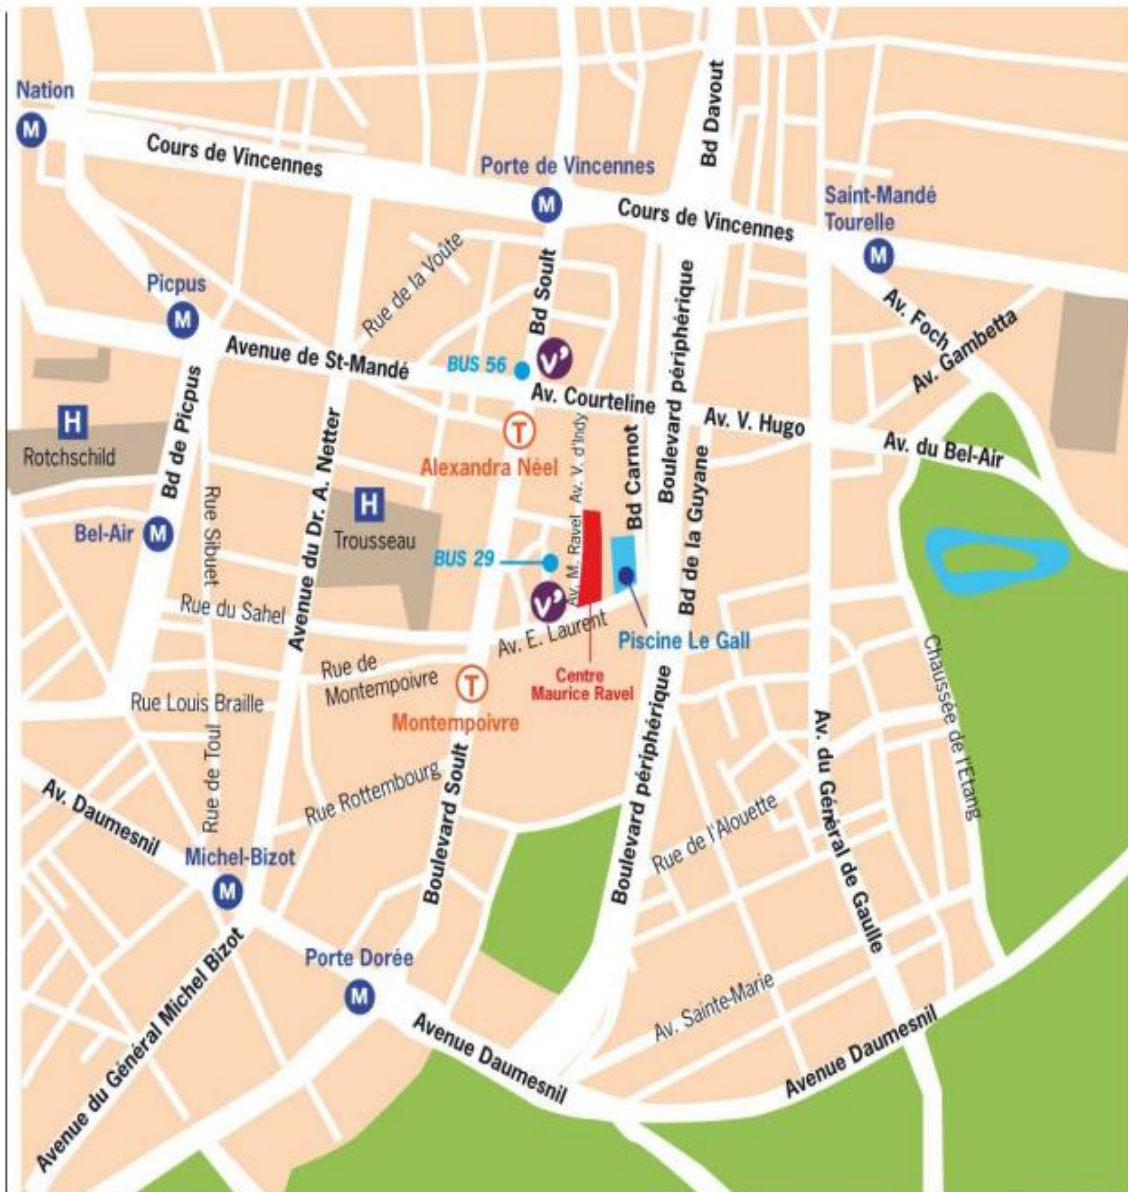 Bd Davout
Nation
M
Cours de Vincennes
Porte de Vincennes
M
Cours de Vincennes
Saint-Mandé
Tourelle
M
Rue de la Voûte
Bd Soult
Boulevard périphérique
Picpus
M
Av. Foch
Av. Gambetta
Avenue de St-Mandé
BUS 56
V'
Av. Courteline
Av. V. Hugo
Av. du Bel-Air
H
Rotchschild
Bd de Picpus
Avenue du Dr. A. Netter
T
Alexandra Néel
Av. V. d'Indy
Bd Carnot
Bd de la Guyane
Bel-Air
M
Rue Sibuet
H
Trousseau
BUS 29
Av. M. Ravel
V'
Rue du Sahel
Av. E. Laurent
Piscine Le Gall
Centre
Maurice Ravel
Rue de
Montempoivre
T
Montempoivre
Rue Louis Braille
Rue de Toul
Chaussée de l'Etang
Boulevard périphérique
Av. du Général de Gaulle
Av. Daumesnil
Rue Rottembourg
Boulevard Soult
Rue de l'Alouette
Michel-Bizot
M
Porte Dorée
M
Avenue du Général Michel Bizot
Av. Sainte-Marie
Avenue Daumesnil
Avenue Daumesnil